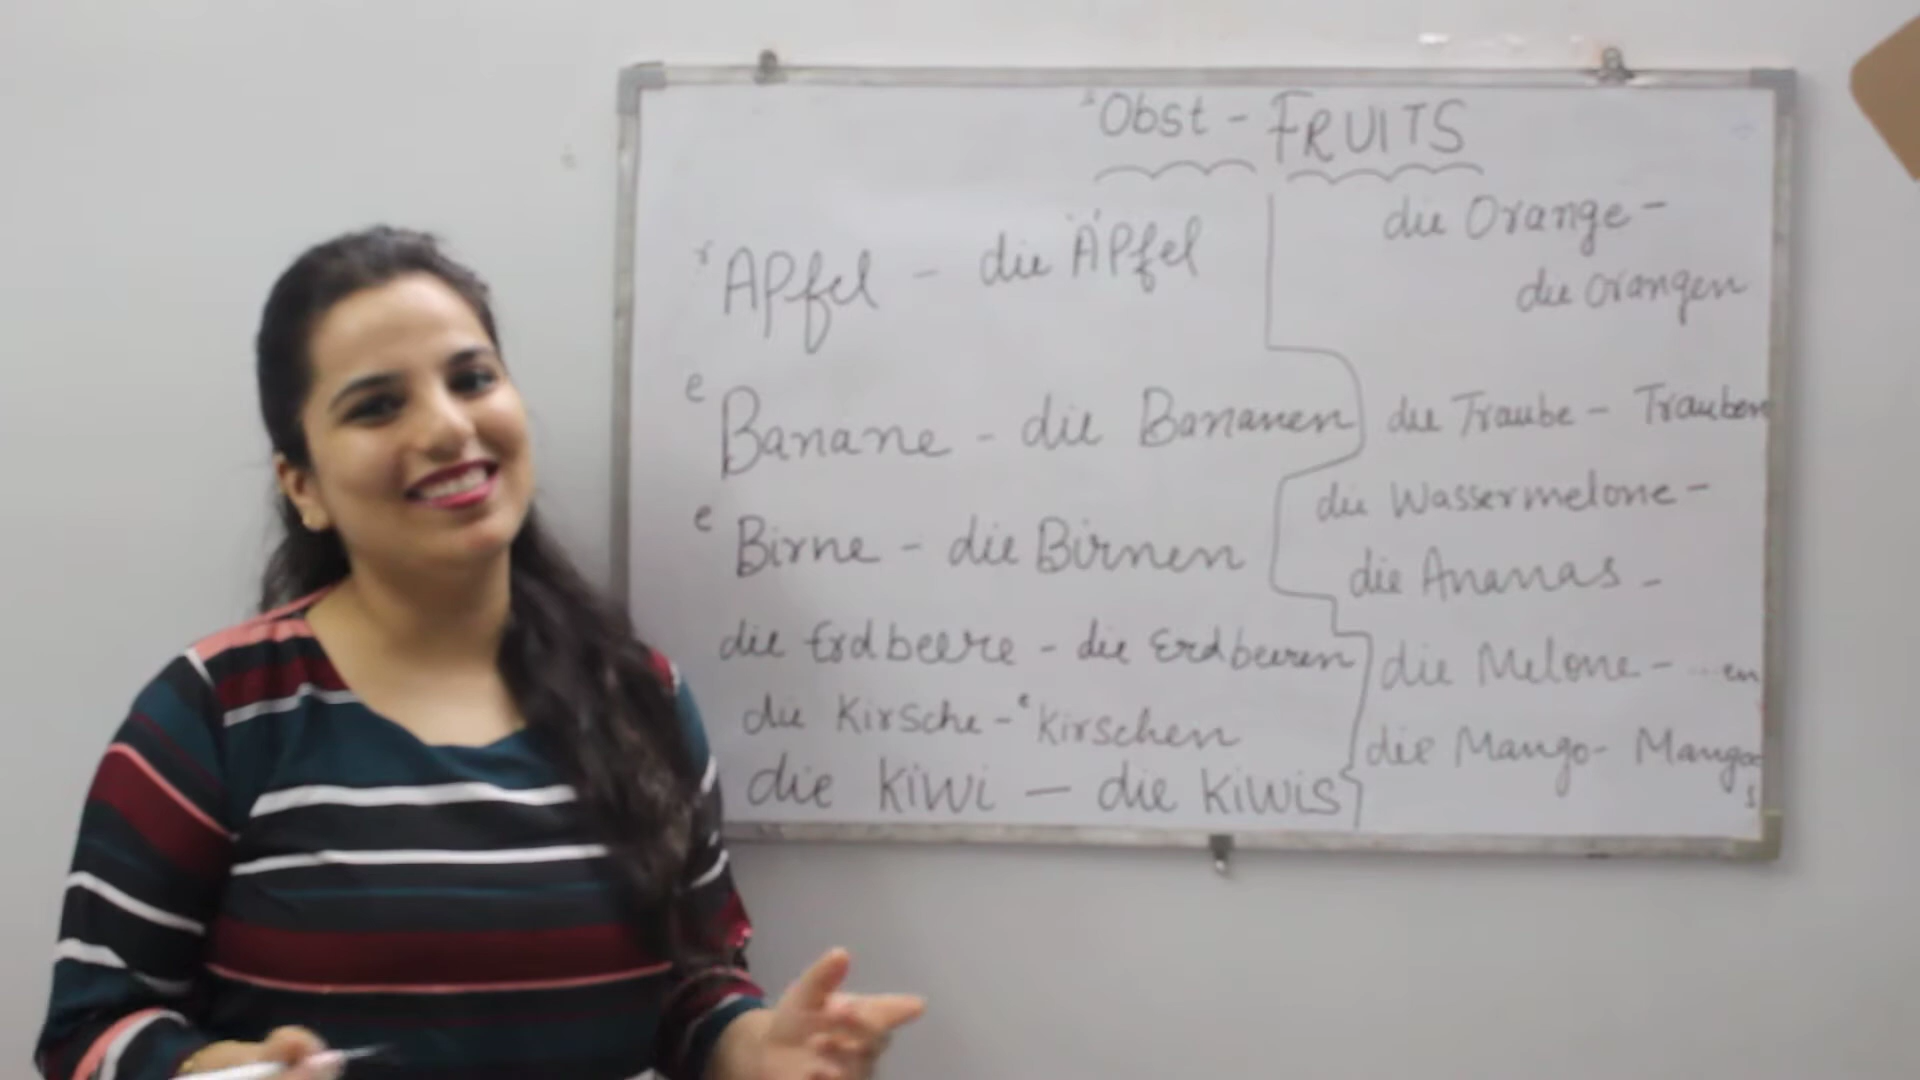 s Obst - FRUITS
r Apfel - die Äpfel
e Banane - die Bananen
e Birne - die Birnen
die Erdbeere - die Erdbeeren
die Kirsche - e Kirschen
die Kiwi - die Kiwis
die Orange -
die Orangen
die Traube - Trauben
die Wassermelone -
die Ananas -
die Melone - ...en
die Mango - Mangos